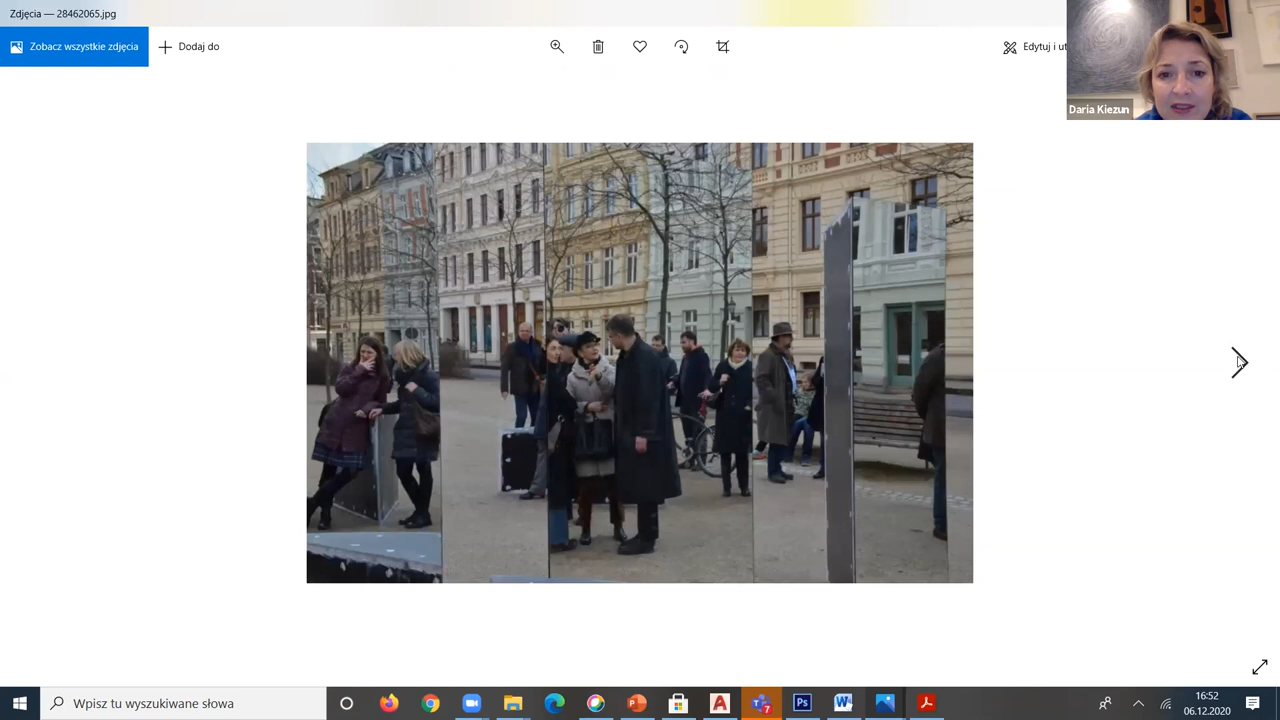 Zdjęcia — 28462065.jpg
Zobacz wszystkie zdjęcia
Dodaj do
Edytuj i
Daria Kiezun
Wpisz tu wyszukiwane słowa
7
16:52
06.12.2020